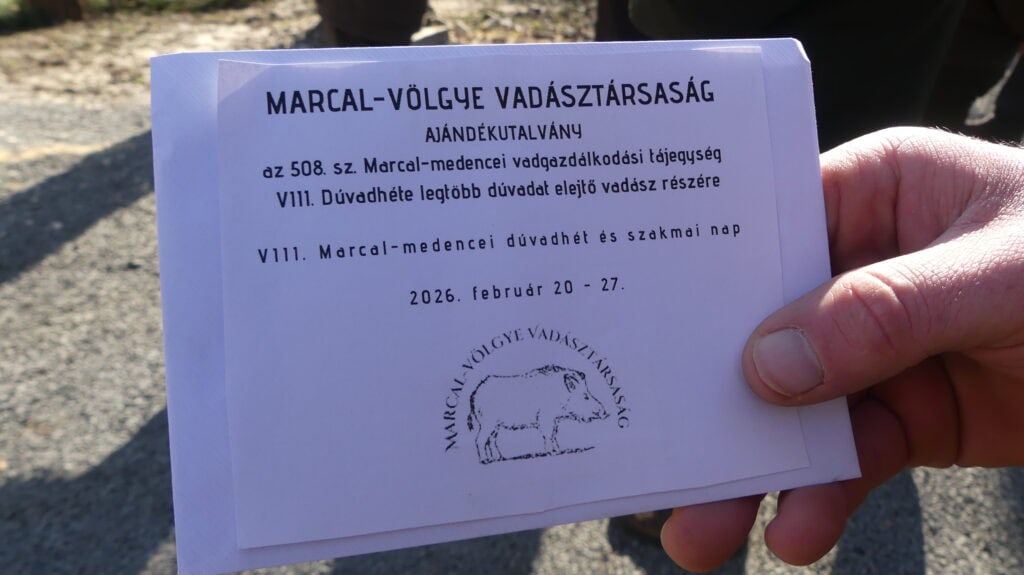 MARCAL-VÖLGYE VADÁSZTÁRSASÁG
AJÁNDÉKUTALVÁNY
az 508. sz. Marcal-medencei vadgazdálkodási tájegység
VIII. Dúvadhéte legtöbb dúvadat elejtő vadász részére
VIII. Marcal-medencei dúvadhét és szakmai nap
2026. február 20 - 27.
MARCAL-VÖLGYE VADÁSZTÁRSASÁG